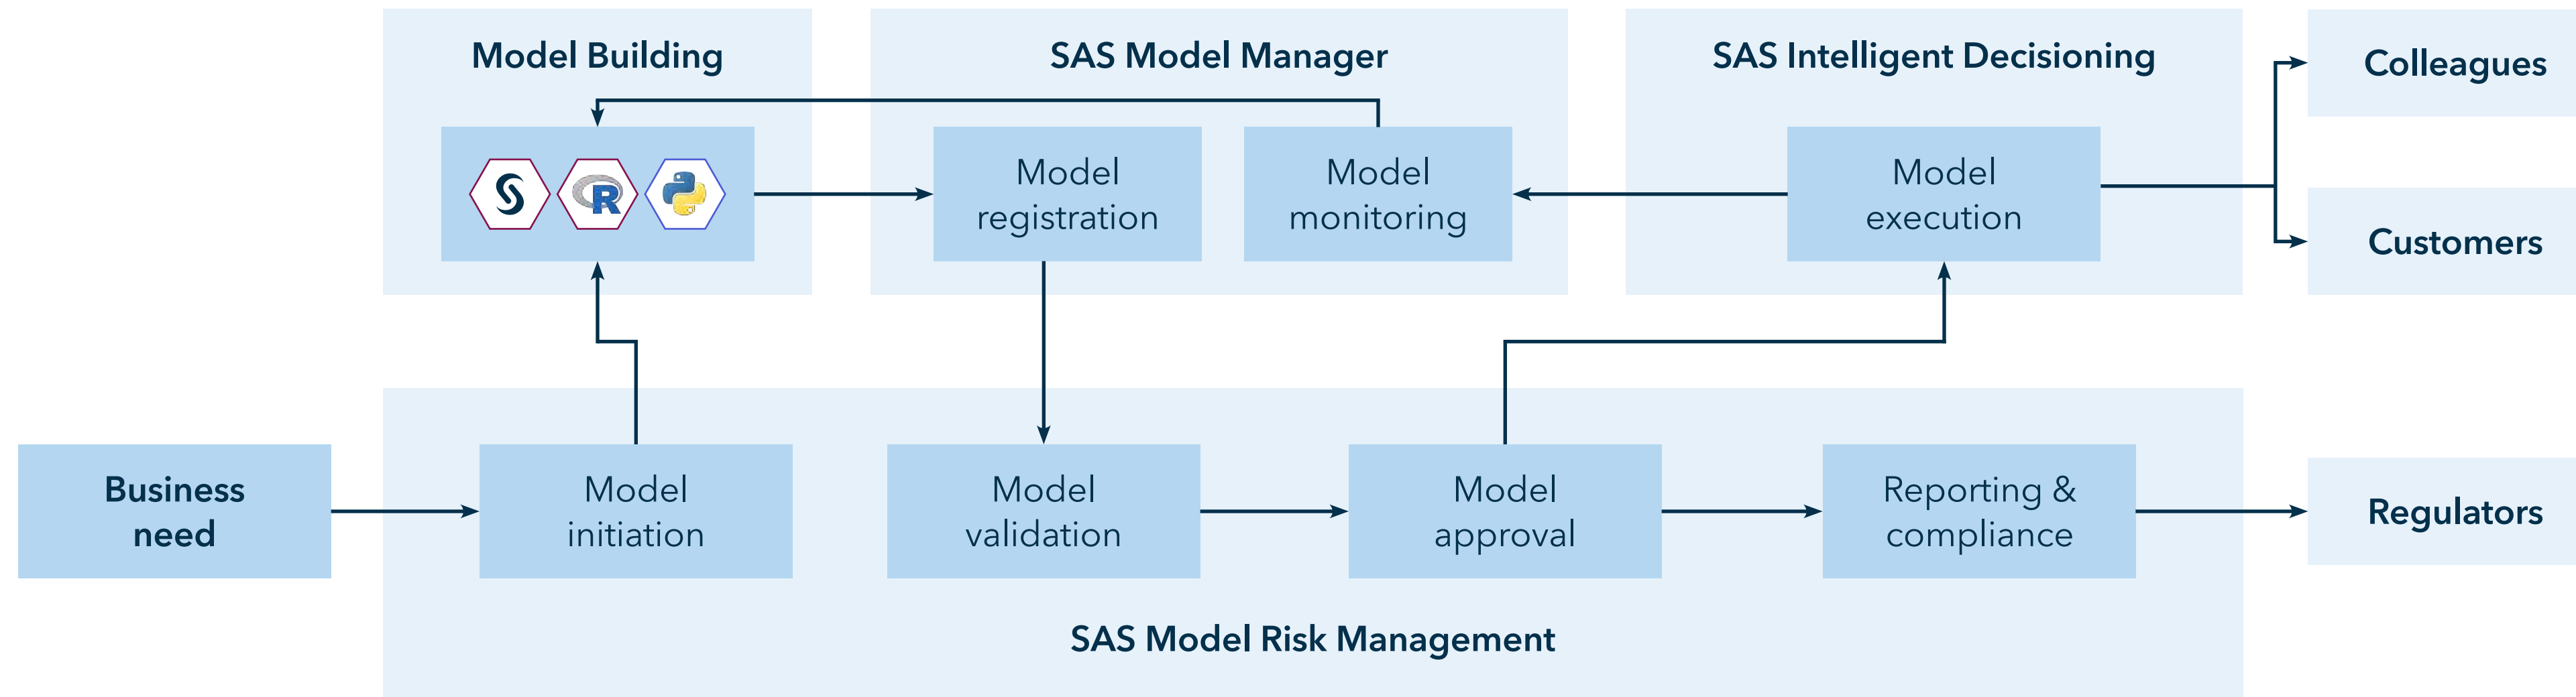 Model Building
SAS Model Manager
SAS Intelligent Decisioning
Colleagues
Customers
R
Model
registration
Model
monitoring
Model
execution
Business
need
Model
initiation
Model
validation
Model
approval
Reporting &
compliance
Regulators
SAS Model Risk Management